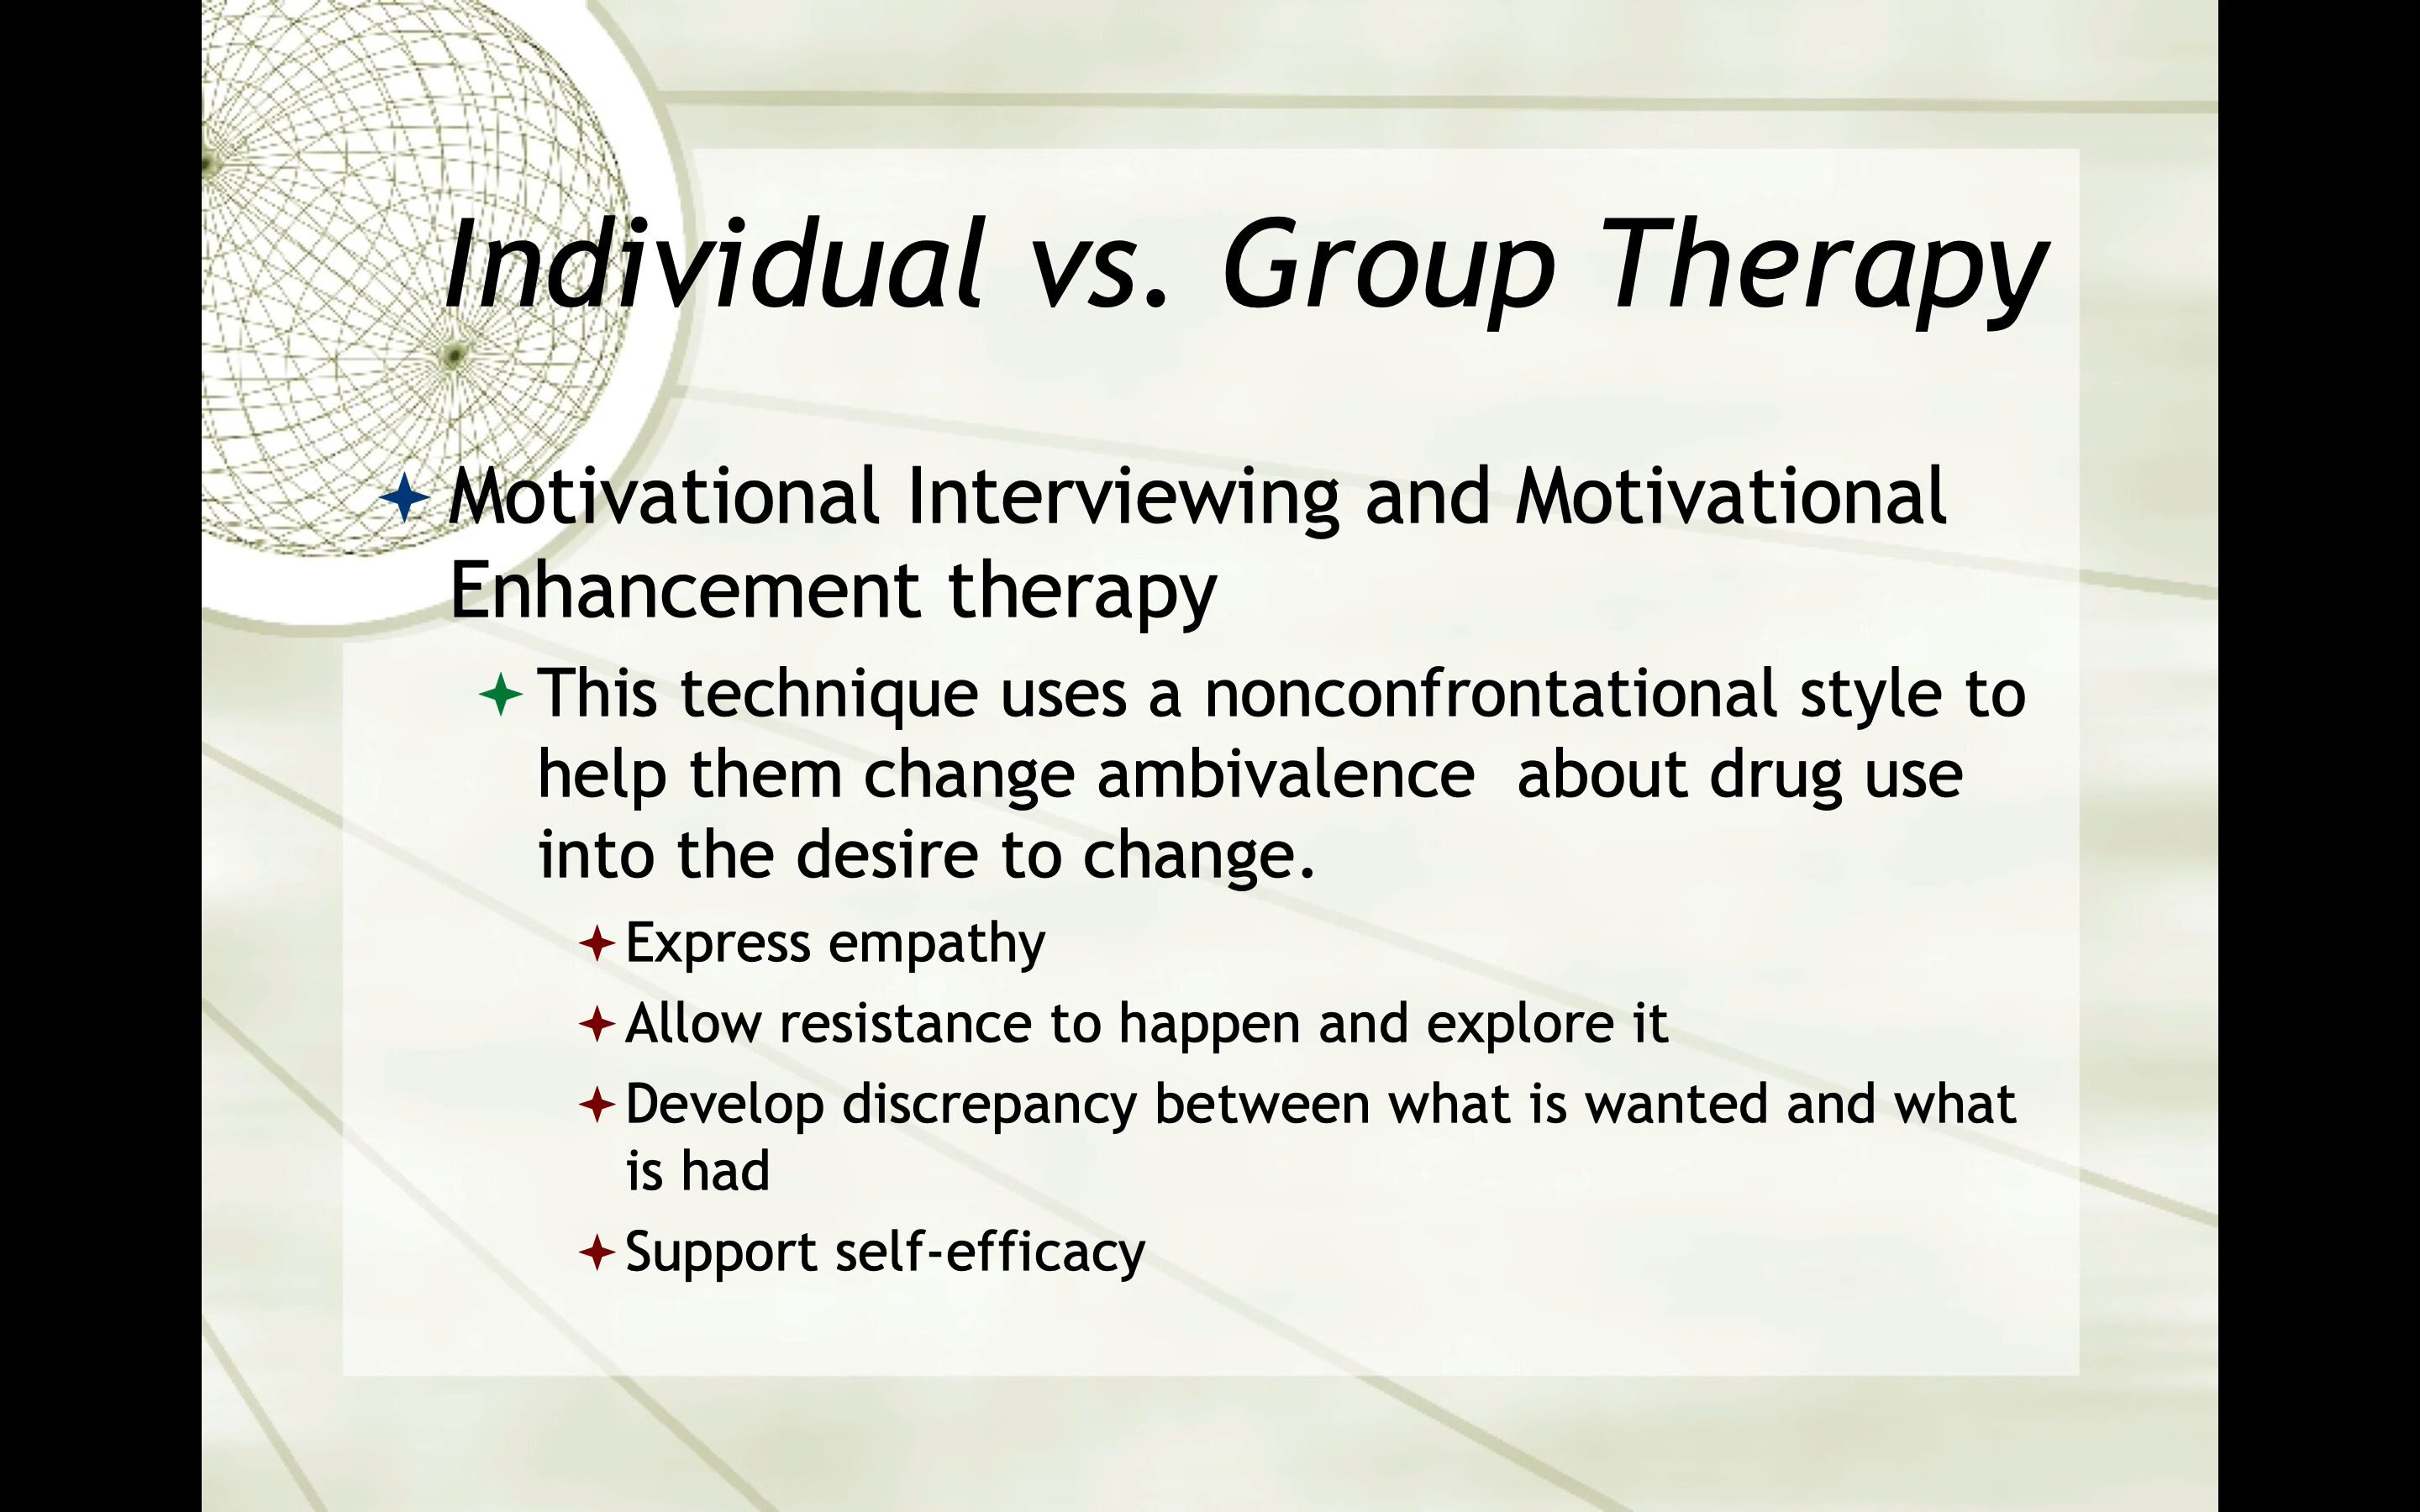 Individual vs. Group Therapy
Motivational Interviewing and Motivational
Enhancement therapy
This technique uses a nonconfrontational style to
help them change ambivalence  about drug use
into the desire to change.
Express empathy
Allow resistance to happen and explore it
Develop discrepancy between what is wanted and what
is had
Support self-efficacy